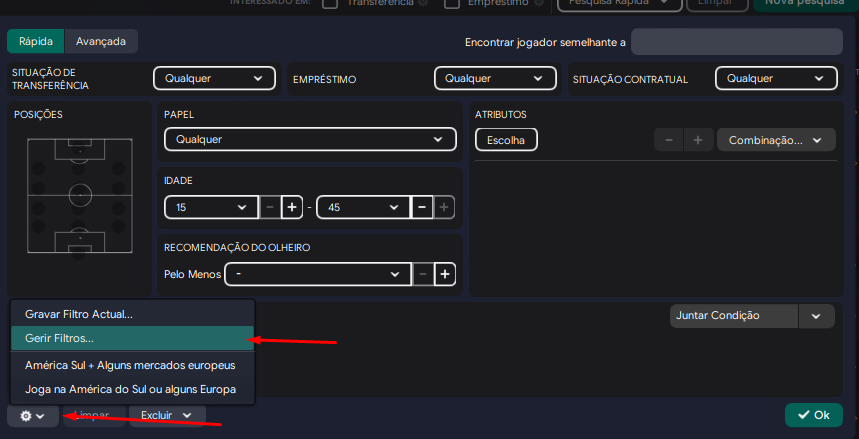 INTERESSADO EM: Transferência Empréstimo Pesquisa Rápida Limpar Nova pesquisa
Rápida Avançada Encontrar jogador semelhante a
SITUAÇÃO DE
TRANSFERÊNCIA
Qualquer
EMPRÉSTIMO
Qualquer
SITUAÇÃO CONTRATUAL
Qualquer
POSIÇÕES
PAPEL
Qualquer
IDADE
15 - + - 45 - +
RECOMENDAÇÃO DO OLHEIRO
Pelo Menos - - +
ATRIBUTOS
Escolha - + Combinação...
Juntar Condição
Gravar Filtro Actual...
Gerir Filtros...
América Sul + Alguns mercados europeus
Joga na América do Sul ou alguns Europa
Limpar Excluir Ok